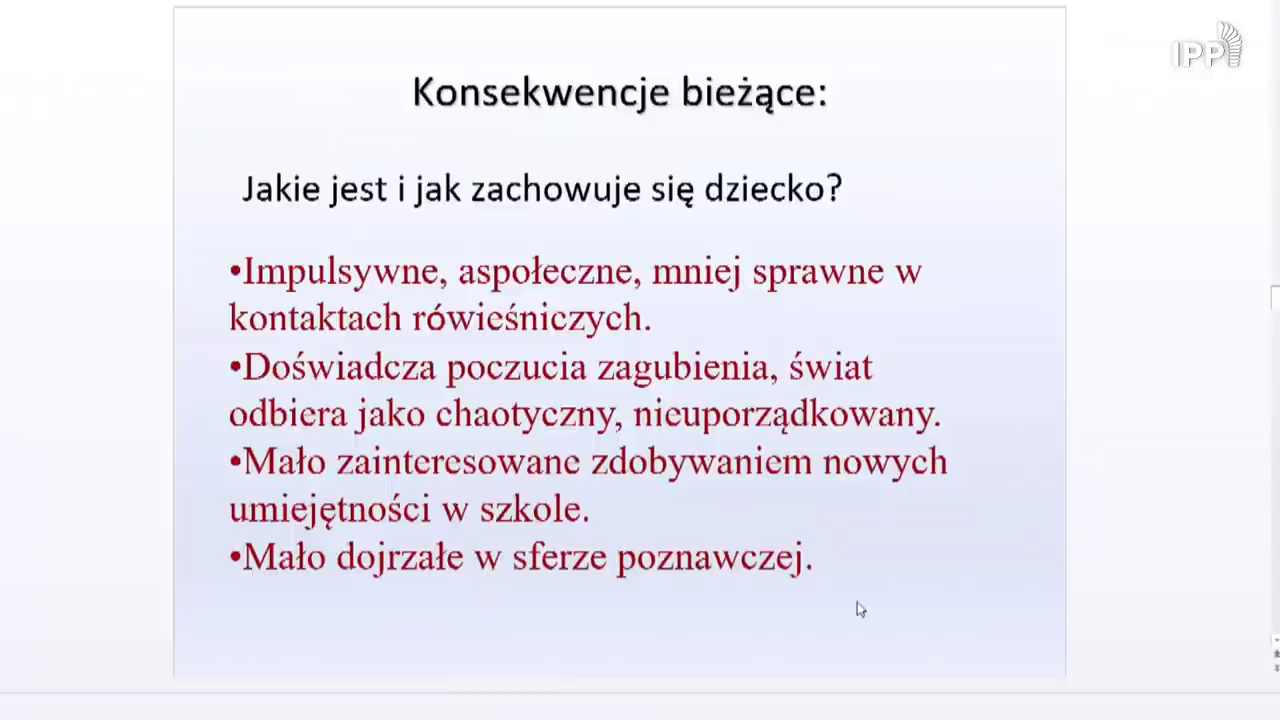 IPP
Konsekwencje bieżące:
Jakie jest i jak zachowuje się dziecko?
•Impulsywne, aspołeczne, mniej sprawne w
kontaktach rówieśniczych.
•Doświadcza poczucia zagubienia, świat
odbiera jako chaotyczny, nieuporządkowany.
•Mało zainteresowane zdobywaniem nowych
umiejętności w szkole.
•Mało dojrzałe w sferze poznawczej.